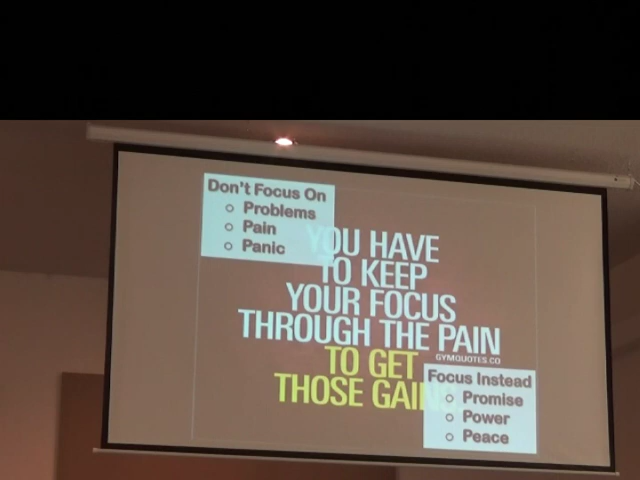 Don't Focus On
Problems
Pain
Panic
YOU HAVE
TO KEEP
YOUR FOCUS
THROUGH THE PAIN
GYMQUOTES.CO
TO GET
THOSE GAINS
Focus Instead
Promise
Power
Peace